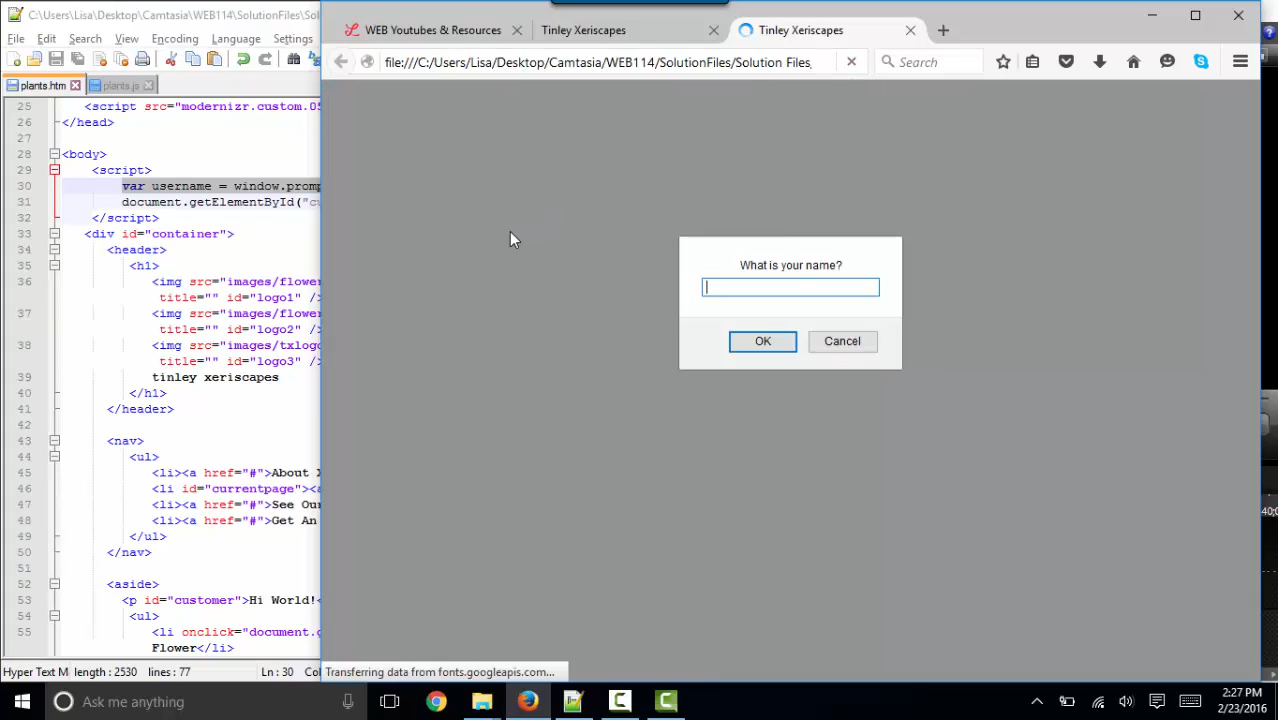 C:\Users\Lisa\Desktop\Camtasia\WEB114\SolutionFiles\Solution
File Edit Search View Encoding Language Settings
plants.htm plants.js
25 <script src="modernizr.custom.05
26 </head>
27
28 <body>
29 <script>
30 var username = window.promp
31 document.getElementById("cu
32 </script>
33 <div id="container">
34 <header>
35 <h1>
36 <img src="images/flower
title="" id="logo1" />
37 <img src="images/flower
title="" id="logo2" />
38 <img src="images/txlogo
title="" id="logo3" />
39 tinley xeriscapes
40 </h1>
41 </header>
42
43 <nav>
44 <ul>
45 <li><a href="#">About X
46 <li id="currentpage"><a
47 <li><a href="#">See Our
48 <li><a href="#">Get An
49 </ul>
50 </nav>
51
52 <aside>
53 <p id="customer">Hi World!<
54 <ul>
55 <li onclick="document.g
Flower</li>
Hyper Text M length : 2530 lines : 77 Ln : 30 Co
WEB Youtubes & Resources Tinley Xeriscapes Tinley Xeriscapes
file:///C:/Users/Lisa/Desktop/Camtasia/WEB114/SolutionFiles/Solution Files, Search
What is your name?
OK Cancel
Transferring data from fonts.googleapis.com...
40;0
Ask me anything
2:27 PM
2/23/2016